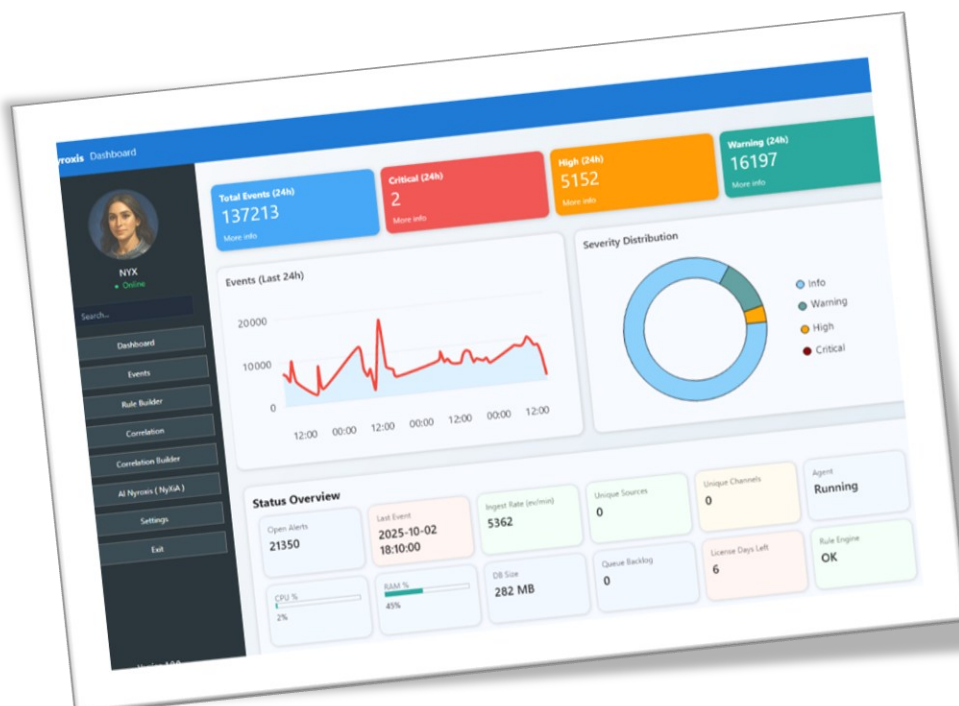 yroxis Dashboard
NYX
Online
Search...
Dashboard
Events
Rule Builder
Correlation
Correlation Builder
AI Nyroxis ( NyXiA )
Settings
Exit
Total Events (24h)
137213
More info
Critical (24h)
2
More info
High (24h)
5152
More info
Warning (24h)
16197
More info
Events (Last 24h)
20000
10000
0
12:00 00:00 12:00 00:00 12:00 00:00 12:00
Severity Distribution
Info
Warning
High
Critical
Status Overview
Open Alerts
21350
Last Event
2025-10-02
18:10:00
Ingest Rate (ev/min)
5362
Unique Sources
0
Unique Channels
0
Agent
Running
CPU %
2%
RAM %
45%
DB Size
282 MB
Queue Backlog
0
License Days Left
6
Rule Engine
OK